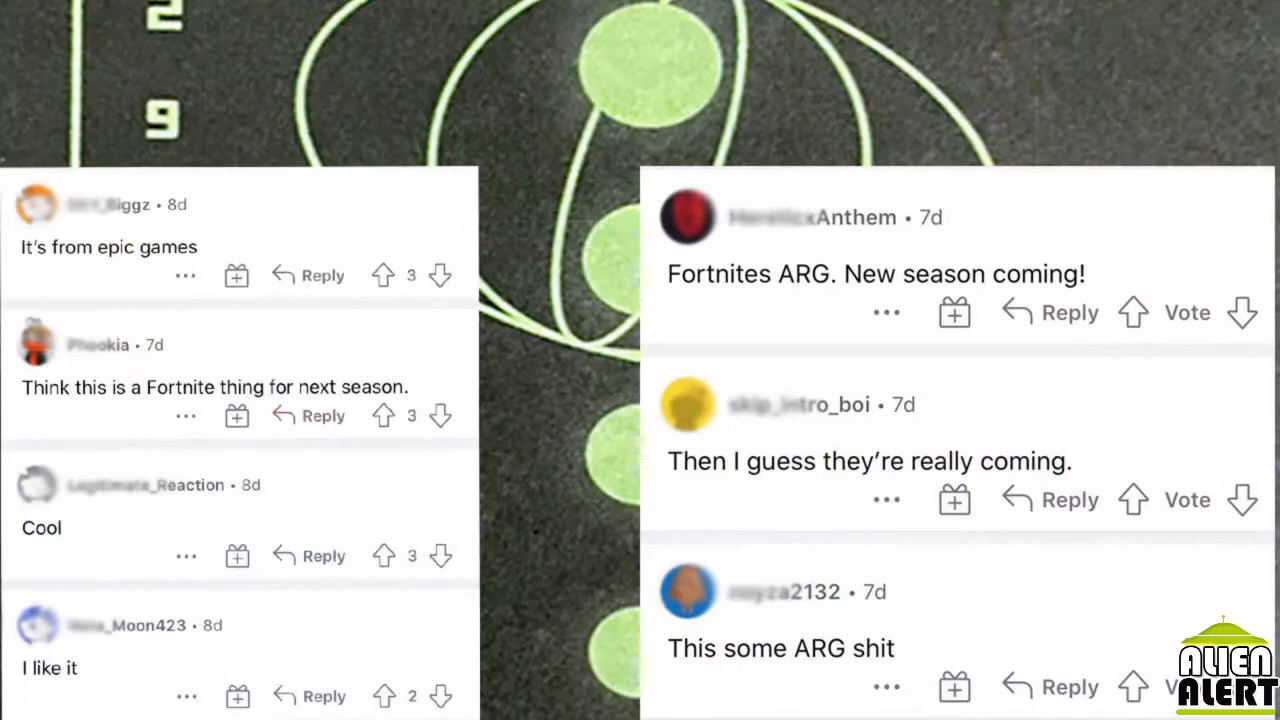 2
9
iggz • 8d
It's from epic games
Reply 3
Phookia • 7d
Think this is a Fortnite thing for next season.
Reply 3
_Reaction • 8d
Cool
Reply 3
_Moon423 • 8d
I like it
Reply 2
Anthem • 7d
Fortnites ARG. New season coming!
Reply Vote
skip_intro_boi • 7d
Then I guess they're really coming.
Reply Vote
a2132 • 7d
This some ARG shit
Reply
ALIEN
ALERT